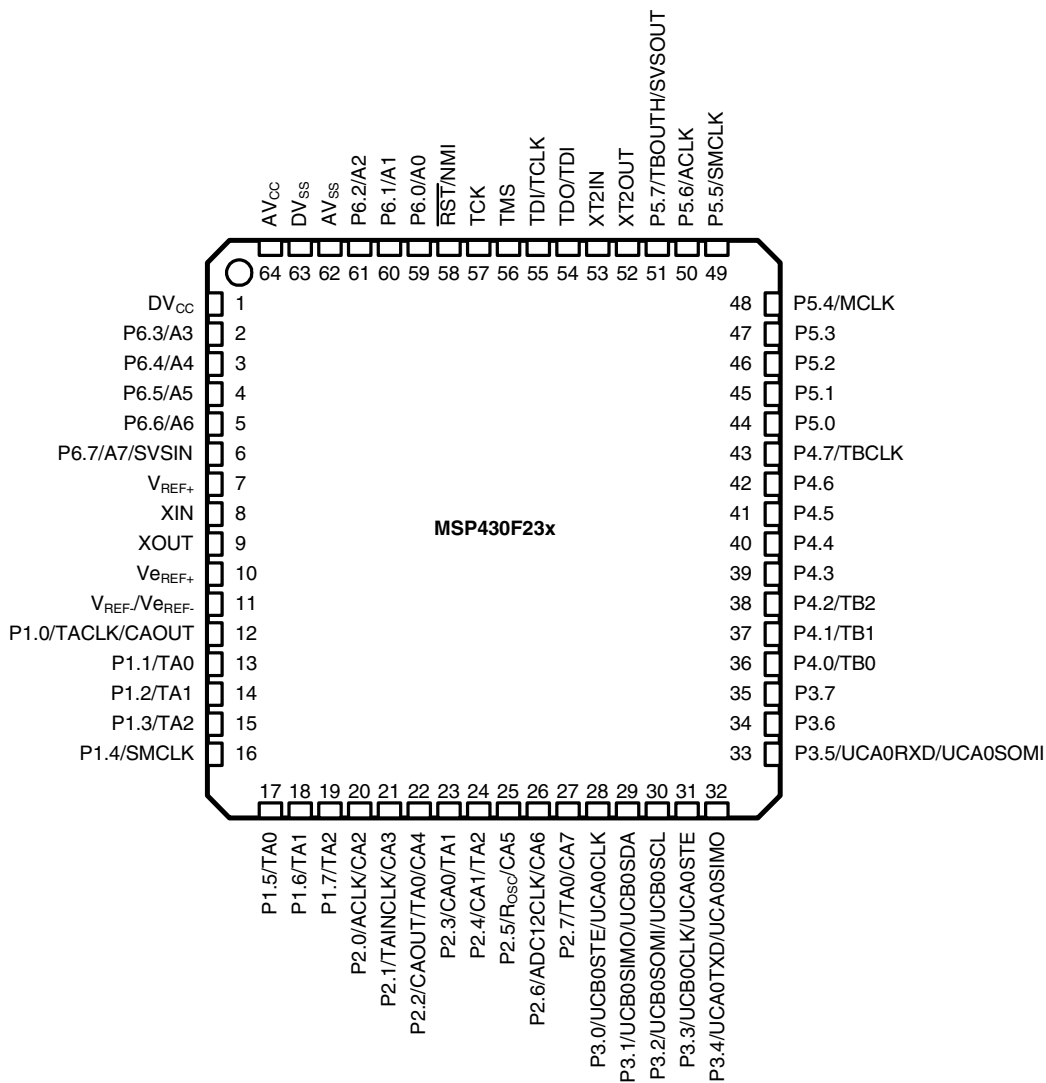 AVCC
DVSS
AVSS
P6.2/A2
P6.1/A1
P6.0/A0
RST/NMI
TCK
TMS
TDI/TCLK
TDO/TDI
XT2IN
XT2OUT
P5.7/TBOUTH/SVSOUT
P5.6/ACLK
P5.5/SMCLK
64 63 62 61 60 59 58 57 56 55 54 53 52 51 50 49
DVCC 1 48 P5.4/MCLK
P6.3/A3 2 47 P5.3
P6.4/A4 3 46 P5.2
P6.5/A5 4 45 P5.1
P6.6/A6 5 44 P5.0
P6.7/A7/SVSIN 6 43 P4.7/TBCLK
VREF+ 7 42 P4.6
XIN 8 41 P4.5
MSP430F23x
XOUT 9 40 P4.4
VeREF+ 10 39 P4.3
VREF-/VeREF- 11 38 P4.2/TB2
P1.0/TACLK/CAOUT 12 37 P4.1/TB1
P1.1/TA0 13 36 P4.0/TB0
P1.2/TA1 14 35 P3.7
P1.3/TA2 15 34 P3.6
P1.4/SMCLK 16 33 P3.5/UCA0RXD/UCA0SOMI
17 18 19 20 21 22 23 24 25 26 27 28 29 30 31 32
P1.5/TA0
P1.6/TA1
P1.7/TA2
P2.0/ACLK/CA2
P2.1/TAINCLK/CA3
P2.2/CAOUT/TA0/CA4
P2.3/CA0/TA1
P2.4/CA1/TA2
P2.5/ROSC/CA5
P2.6/ADC12CLK/CA6
P2.7/TA0/CA7
P3.0/UCB0STE/UCA0CLK
P3.1/UCB0SIMO/UCB0SDA
P3.2/UCB0SOMI/UCB0SCL
P3.3/UCB0CLK/UCA0STE
P3.4/UCA0TXD/UCA0SIMO